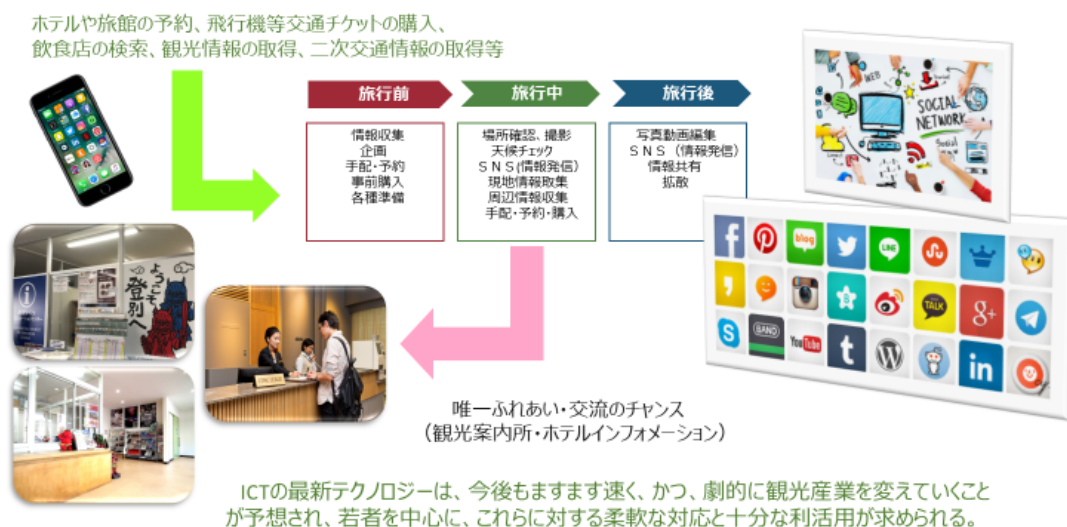 ホテルや旅館の予約、飛行機等交通チケットの購入、
飲食店の検索、観光情報の取得、二次交通情報の取得等
旅行前
情報収集
企画
手配・予約
事前購入
各種準備
旅行中
場所確認、撮影
天候チェック
ＳＮＳ(情報発信)
現地情報取集
周辺情報収集
手配・予約・購入
旅行後
写真動画編集
ＳＮＳ（情報発信）
情報共有
拡散
WEB
SOCIAL
NETWORK
Social
blog
LINE
TALK
g+
BAND
You Tube
in
ようこそ
登別へ
唯一ふれあい・交流のチャンス
（観光案内所・ホテルインフォメーション）
ICTの最新テクノロジーは、今後もますます速く、かつ、劇的に観光産業を変えていくこと
が予想され、若者を中心に、これらに対する柔軟な対応と十分な利活用が求められる。